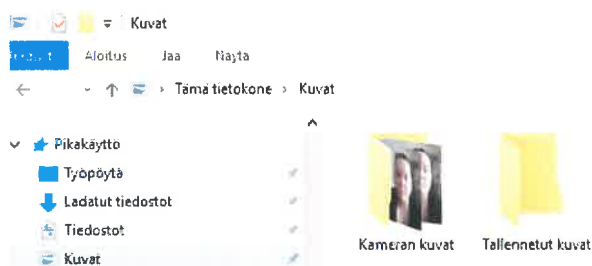 Kuvat
Aloitus Jaa Näytä
Tämä tietokone > Kuvat
Pikakäyttö
Työpöytä
Ladatut tiedostot
Tiedostot
Kuvat
Kameran kuvat
Tallennetut kuvat